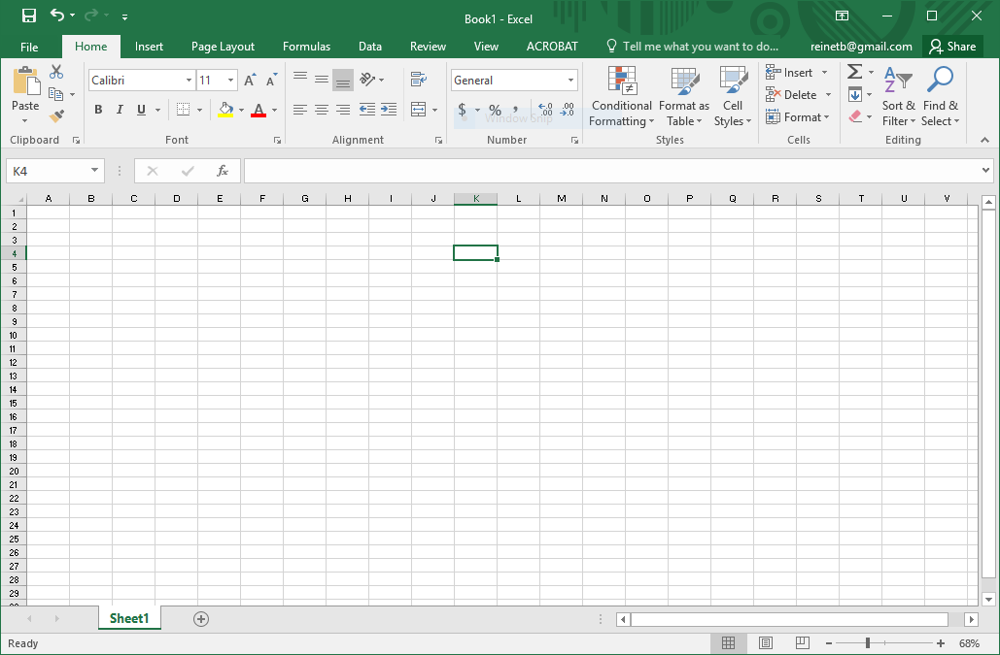 Book1 - Excel
File Home Insert Page Layout Formulas Data Review View ACROBAT Tell me what you want to do... reinetb@gmail.com Share
Paste
Calibri 11
B I U
General
$ % , .00 .0
Window Snip
Conditional Formatting
Format as Table
Cell Styles
Insert
Delete
Format
Sort & Filter
Find & Select
Clipboard Font Alignment Number Styles Cells Editing
K4 fx
A B C D E F G H I J K L M N O P Q R S T U V
1
2
3
4
5
6
7
8
9
10
11
12
13
14
15
16
17
18
19
20
21
22
23
24
25
26
27
28
29
Sheet1
Ready 68%